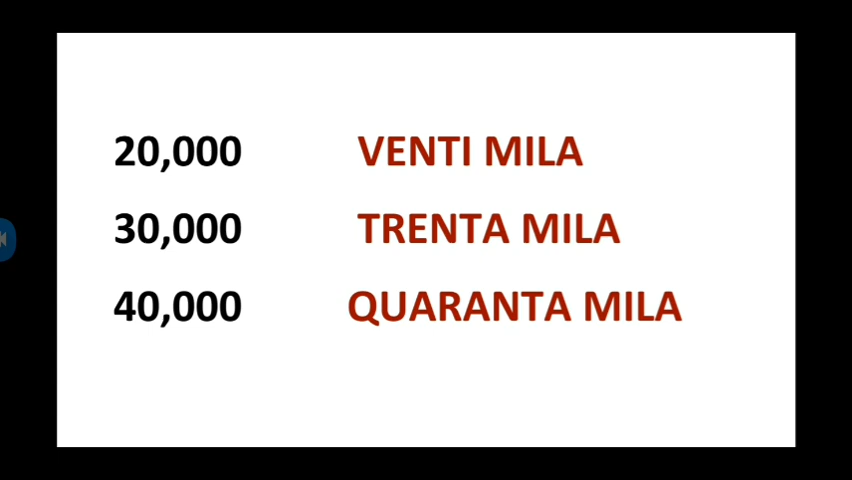 20,000 VENTI MILA
30,000 TRENTA MILA
40,000 QUARANTA MILA